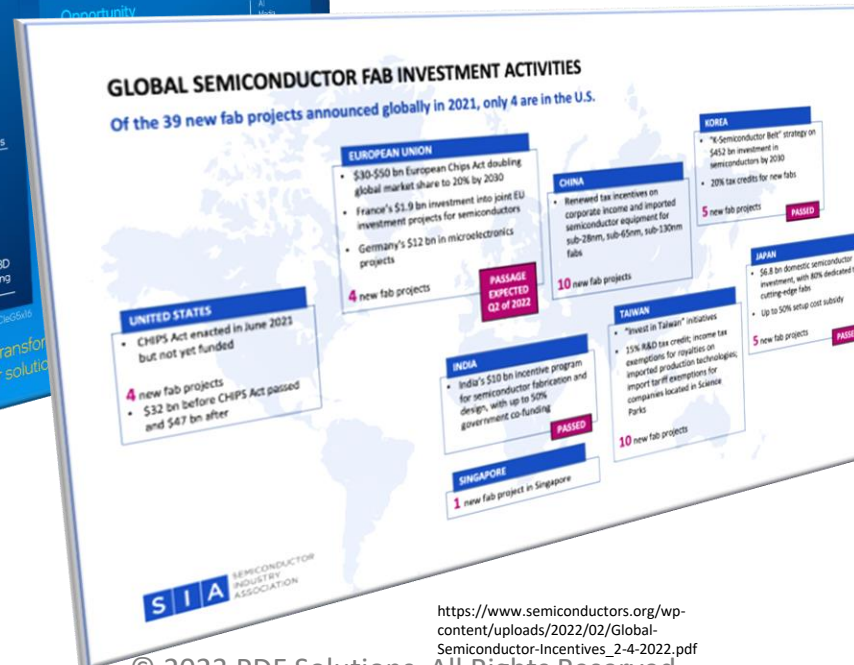 Opportunity
AI
GLOBAL SEMICONDUCTOR FAB INVESTMENT ACTIVITIES
Of the 39 new fab projects announced globally in 2021, only 4 are in the U.S.
UNITED STATES
• CHIPS Act enacted in June 2021
but not yet funded
4 new fab projects
• $32 bn before CHIPS Act passed
and $47 bn after
EUROPEAN UNION
• $30-$50 bn European Chips Act doubling
global market share to 20% by 2030
• France's $1.9 bn investment into joint EU
investment projects for semiconductors
• Germany's $12 bn in microelectronics
projects
4 new fab projects
PASSAGE
EXPECTED
Q2 of 2022
INDIA
• India's $10 bn incentive program
for semiconductor fabrication and
design, with up to 50%
government co-funding
PASSED
SINGAPORE
1 new fab project in Singapore
CHINA
• Renewed tax incentives on
corporate income and imported
semiconductor equipment for
sub-28nm, sub-65nm, sub-130nm
fabs
10 new fab projects
TAIWAN
• "Invest in Taiwan" initiatives
• 15% R&D tax credit; income tax
exemptions for royalties on
imported production technologies;
import tariff exemptions for
companies located in Science
Parks
10 new fab projects
KOREA
• "K-Semiconductor Belt" strategy on
$452 bn investment in
semiconductors by 2030
• 20% tax credits for new fabs
5 new fab projects
PASSED
JAPAN
• $6.8 bn domestic semiconductor
investment, with 80% dedicated
cutting-edge fabs
• Up to 50% setup cost subsidy
5 new fab projects
SIA SEMICONDUCTOR
INDUSTRY
ASSOCIATION
https://www.semiconductors.org/wp-
content/uploads/2022/02/Global-
Semiconductor-Incentives_2-4-2022.pdf